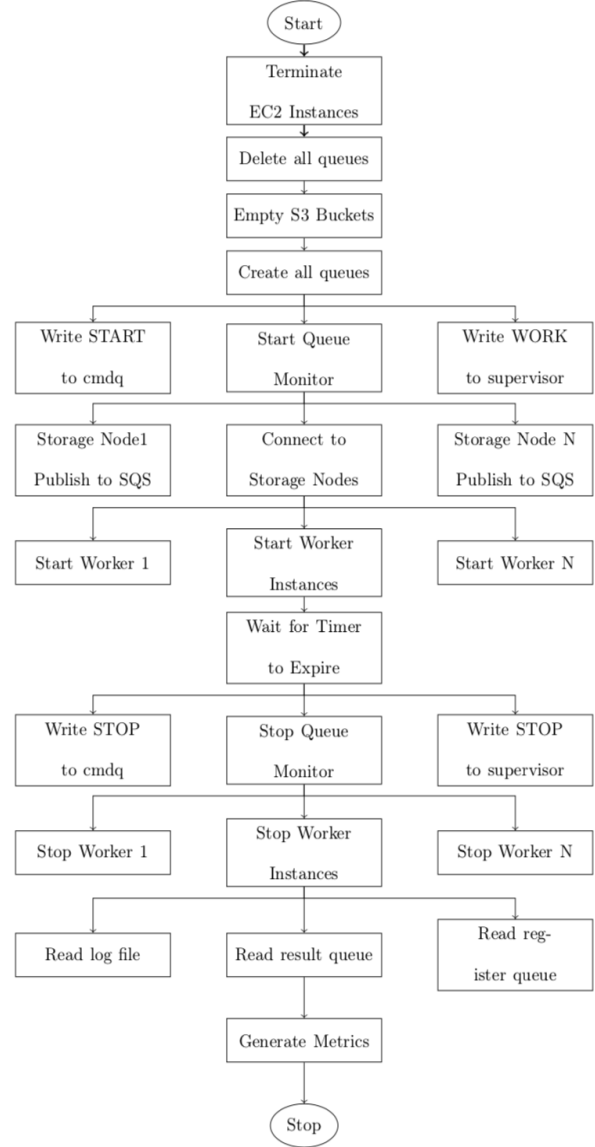 Start
Terminate
EC2 Instances
Delete all queues
Empty S3 Buckets
Create all queues
Write START
to cmdq
Start Queue
Monitor
Write WORK
to supervisor
Storage Node1
Publish to SQS
Connect to
Storage Nodes
Storage Node N
Publish to SQS
Start Worker 1
Start Worker
Instances
Start Worker N
Wait for Timer
to Expire
Write STOP
to cmdq
Stop Queue
Monitor
Write STOP
to supervisor
Stop Worker 1
Stop Worker
Instances
Stop Worker N
Read log file
Read result queue
Read reg-
ister queue
Generate Metrics
Stop